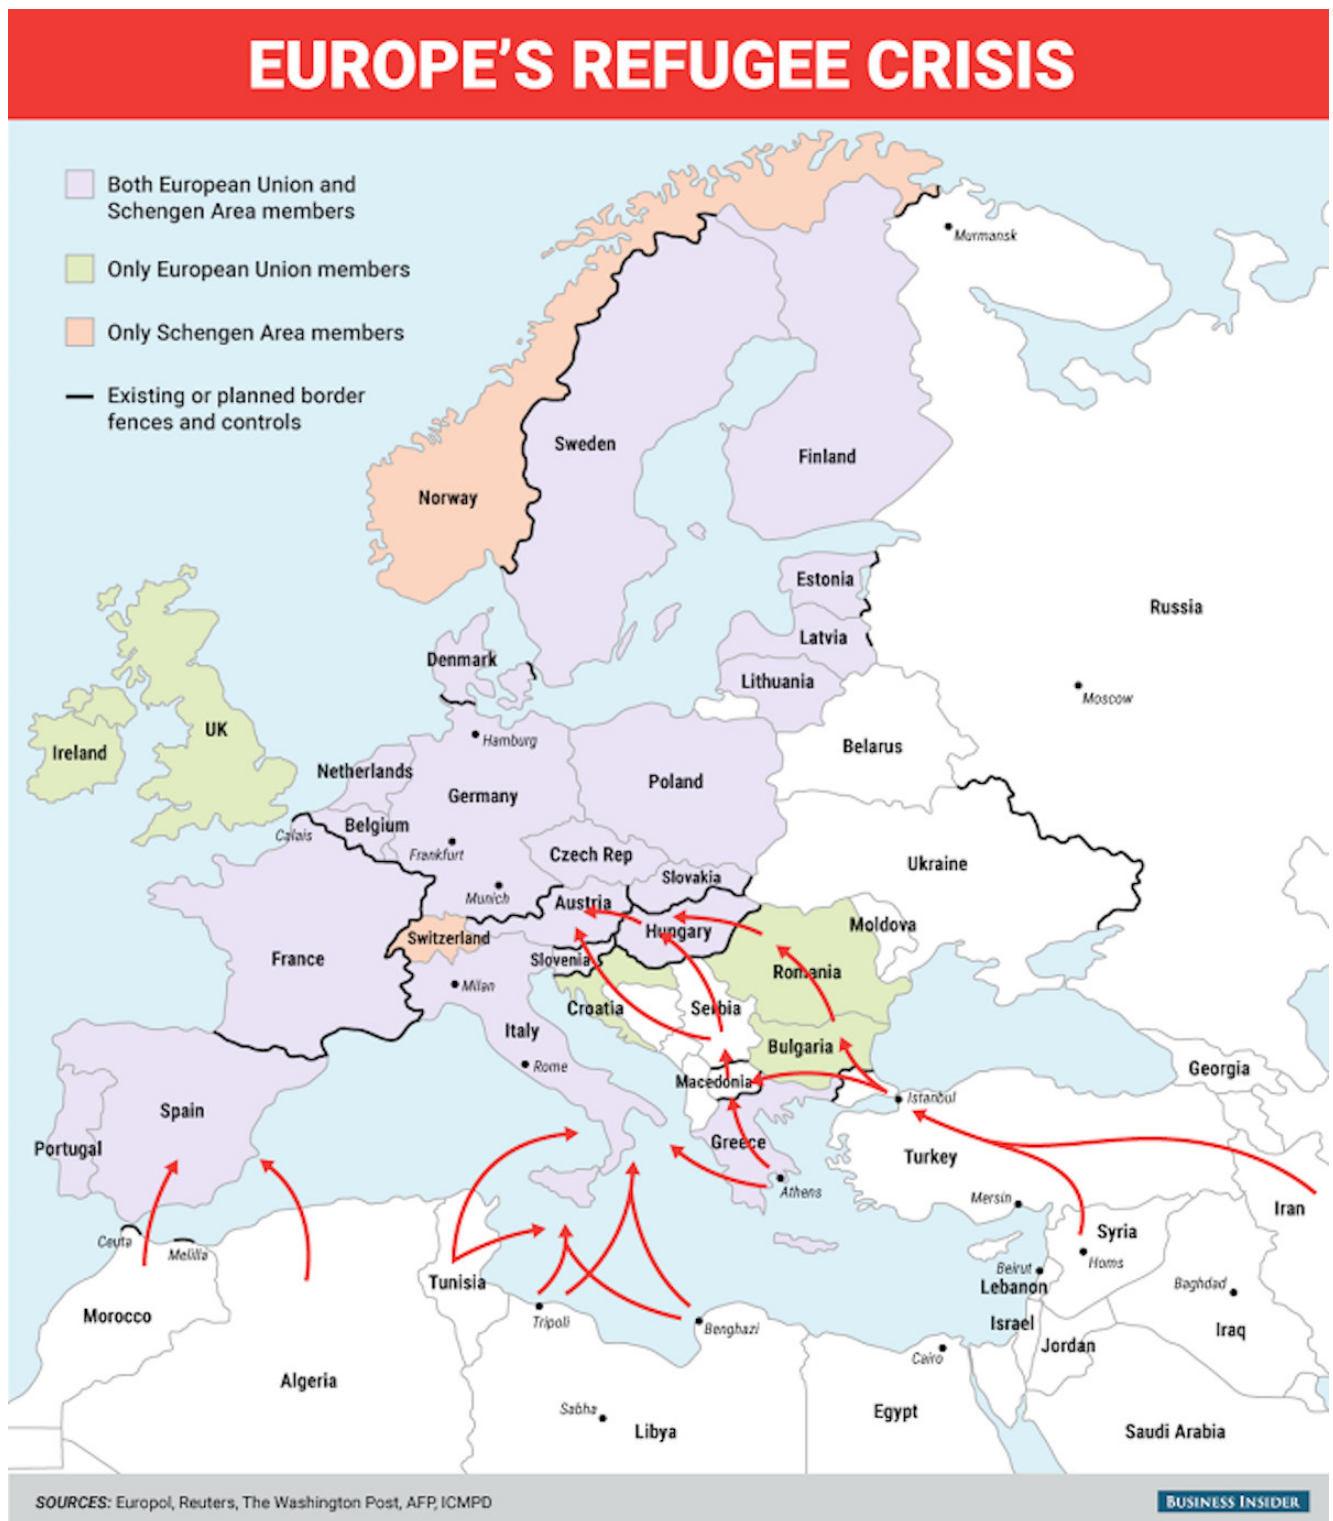 EUROPE'S REFUGEE CRISIS
Both European Union and
Schengen Area members
Only European Union members
Only Schengen Area members
Existing or planned border
fences and controls
Murmansk
Sweden
Finland
Norway
Estonia
Russia
Latvia
Denmark
Lithuania
Moscow
UK
Hamburg
Ireland
Belarus
Netherlands
Germany
Poland
Calais
Belgium
Frankfurt
Czech Rep
Ukraine
Slovakia
Munich
Austria
Moldova
Switzerland
Hungary
France
Slovenia
Romania
Milan
Croatia
Serbia
Italy
Bulgaria
Rome
Georgia
Macedonia
Istanbul
Spain
Portugal
Greece
Turkey
Athens
Mersin
Iran
Ceuta
Melilla
Syria
Homs
Beirut
Tunisia
Lebanon
Baghdad
Morocco
Tripoli
Benghazi
Israel
Iraq
Jordan
Cairo
Algeria
Sabha
Libya
Egypt
Saudi Arabia
SOURCES: Europol, Reuters, The Washington Post, AFP, ICMPD
BUSINESS INSIDER